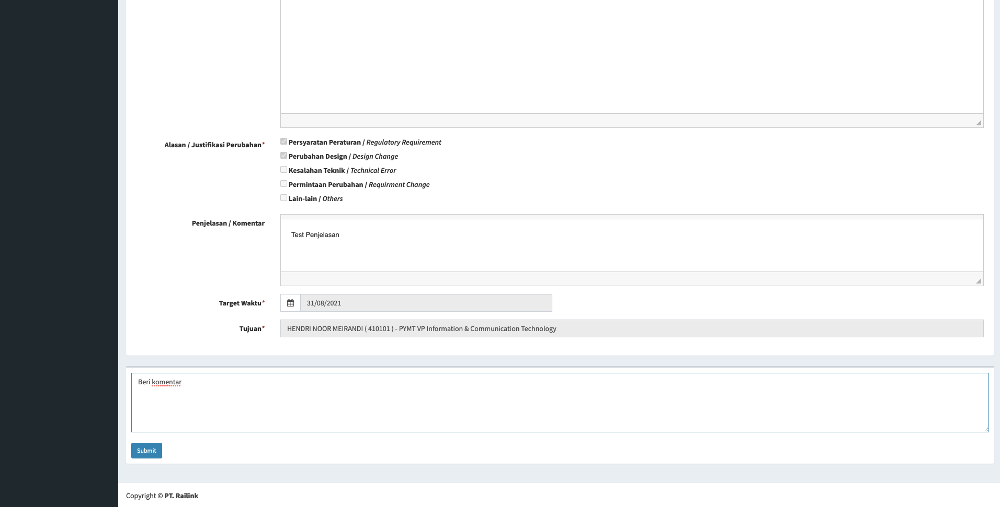 Alasan / Justifikasi Perubahan*
Persyaratan Peraturan / Regulatory Requirement
Perubahan Design / Design Change
Kesalahan Teknik / Technical Error
Permintaan Perubahan / Requirment Change
Lain-lain / Others
Penjelasan / Komentar
Test Penjelasan
Target Waktu*
31/08/2021
Tujuan*
HENDRI NOOR MEIRANDI ( 410101 ) - PYMT VP Information & Communication Technology
Beri komentar
Submit
Copyright © PT. Railink